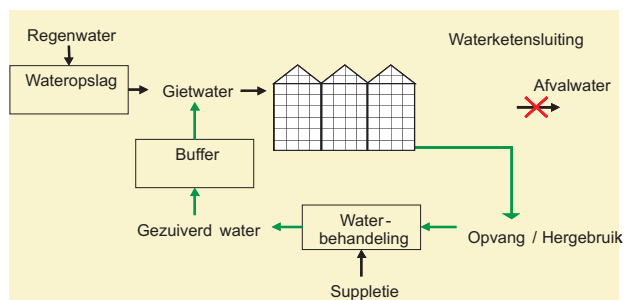 Regenwater
Waterketensluiting
Wateropslag
Gietwater
Afvalwater
Buffer
Gezuiverd water
Water-
behandeling
Opvang / Hergebruik
Suppletie